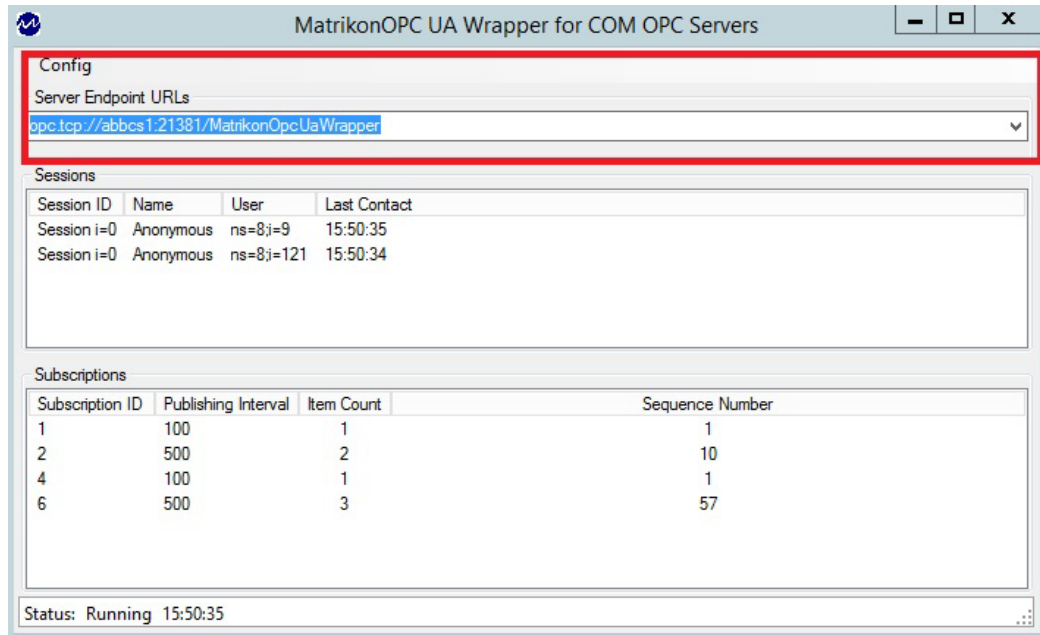 MatrikonOPC UA Wrapper for COM OPC Servers
Config
Server Endpoint URLs
opc.tcp://abbcs1:21381/MatrikonOpcUaWrapper
Sessions
Session ID Name User Last Contact
Session i=0 Anonymous ns=8;i=9 15:50:35
Session i=0 Anonymous ns=8;i=121 15:50:34
Subscriptions
Subscription ID Publishing Interval Item Count Sequence Number
1 100 1 1
2 500 2 10
4 100 1 1
6 500 3 57
Status: Running 15:50:35